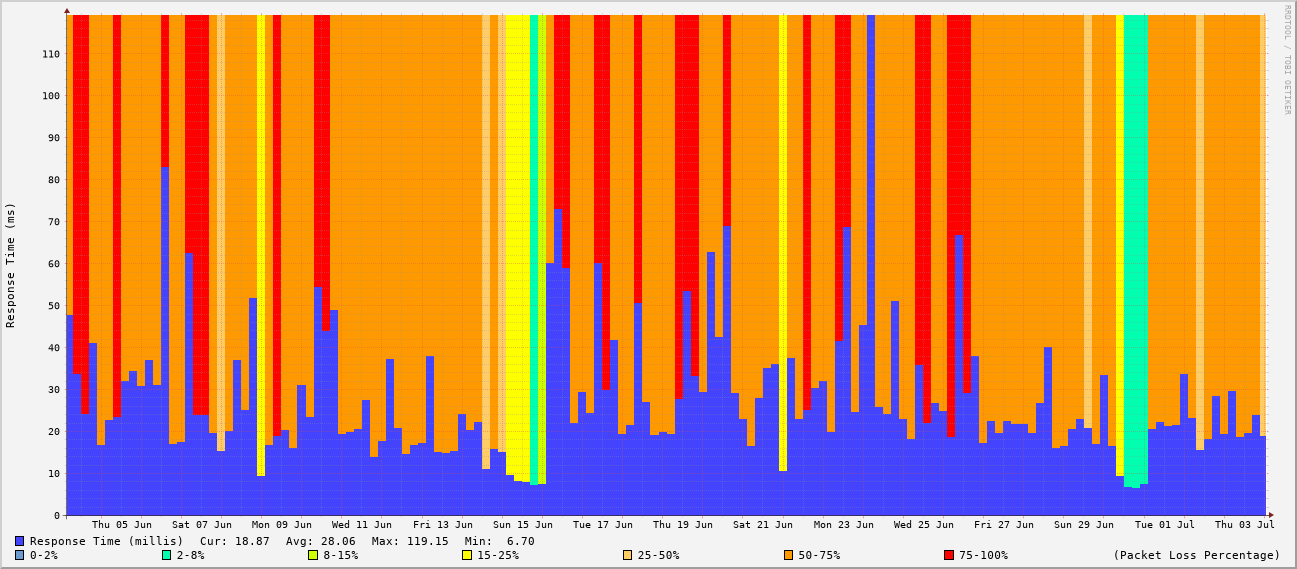 RRDTOOL / TOBI OETIKER
Response Time (ms)
110
100
90
80
70
60
50
40
30
20
10
0
Thu 05 Jun Sat 07 Jun Mon 09 Jun Wed 11 Jun Fri 13 Jun Sun 15 Jun Tue 17 Jun Thu 19 Jun Sat 21 Jun Mon 23 Jun Wed 25 Jun Fri 27 Jun Sun 29 Jun Tue 01 Jul Thu 03 Jul
Response Time (millis) Cur: 18.87 Avg: 28.06 Max: 119.15 Min: 6.70
0-2% 2-8% 8-15% 15-25% 25-50% 50-75% 75-100% (Packet Loss Percentage)